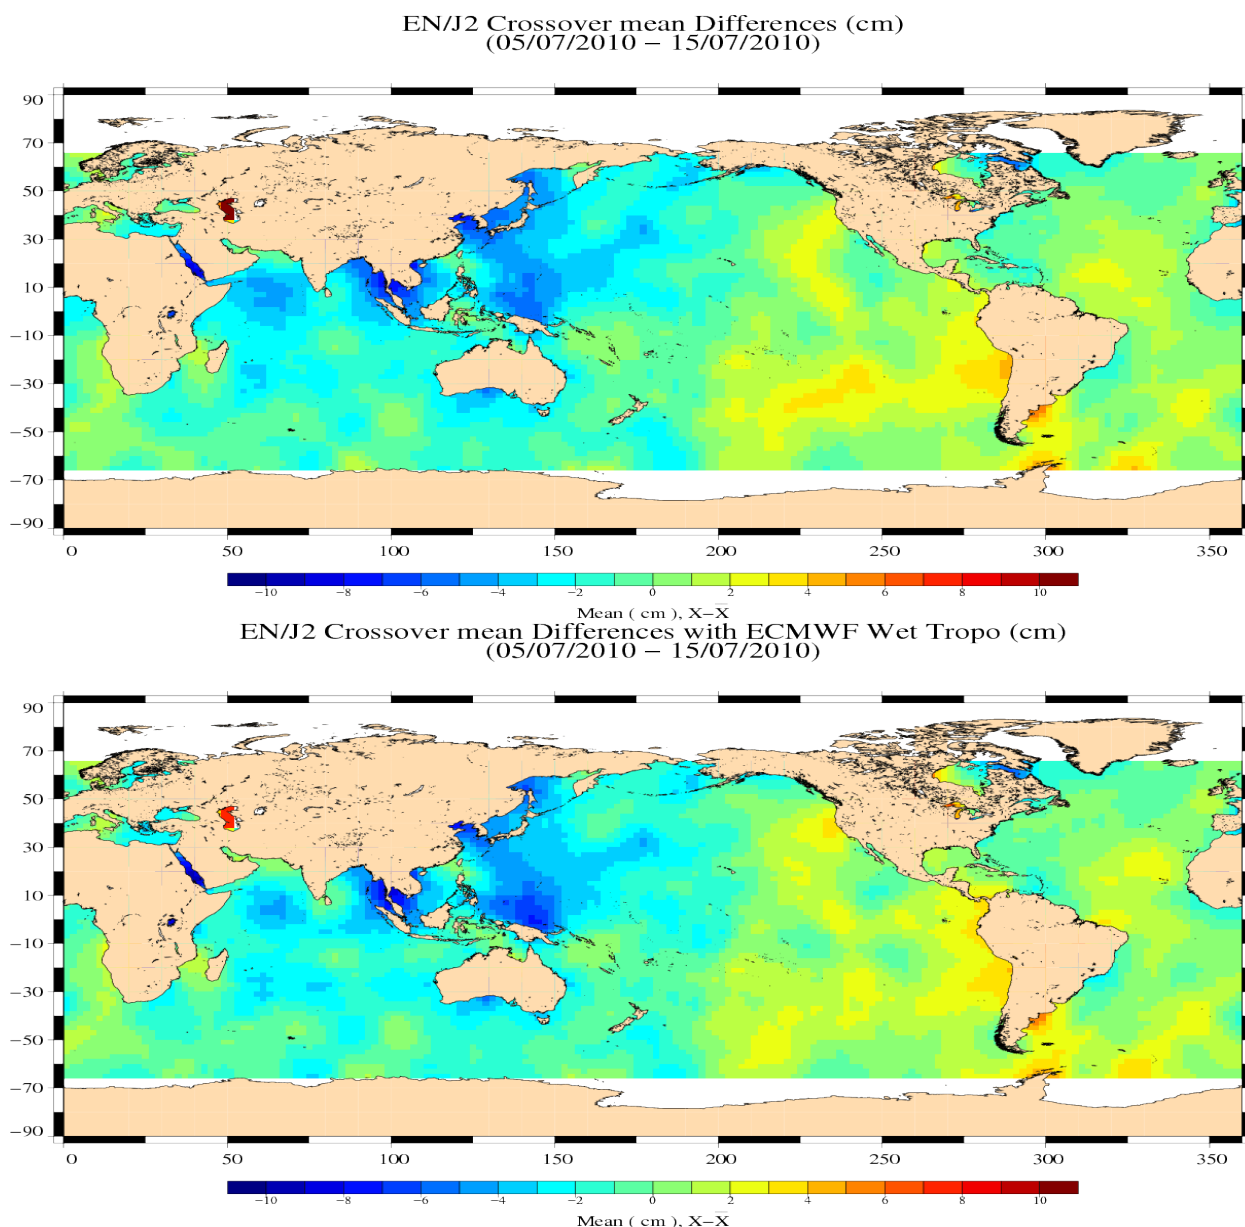 EN/J2 Crossover mean Differences (cm)
(05/07/2010 − 15/07/2010)
90
70
50
30
10
−10
−30
−50
−70
−90
0 50 100 150 200 250 300 350
−10 −8 −6 −4 −2 0 2 4 6 8 10
Mean ( cm ), X−X̅
EN/J2 Crossover mean Differences with ECMWF Wet Tropo (cm)
(05/07/2010 − 15/07/2010)
90
70
50
30
10
−10
−30
−50
−70
−90
0 50 100 150 200 250 300 350
−10 −8 −6 −4 −2 0 2 4 6 8 10
Mean ( cm ), X−X̅